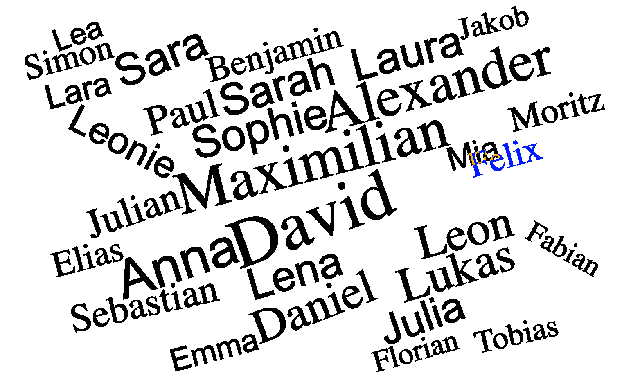 Lea
Simon
Lara
Sara
Benjamin
Laura
Jakob
Paul
Sarah
Alexander
Leonie
Sophie
Moritz
Maximilian
Mia
Felix
Julian
David
Elias
Anna
Leon
Fabian
Lena
Lukas
Sebastian
Daniel
Julia
Emma
Florian
Tobias